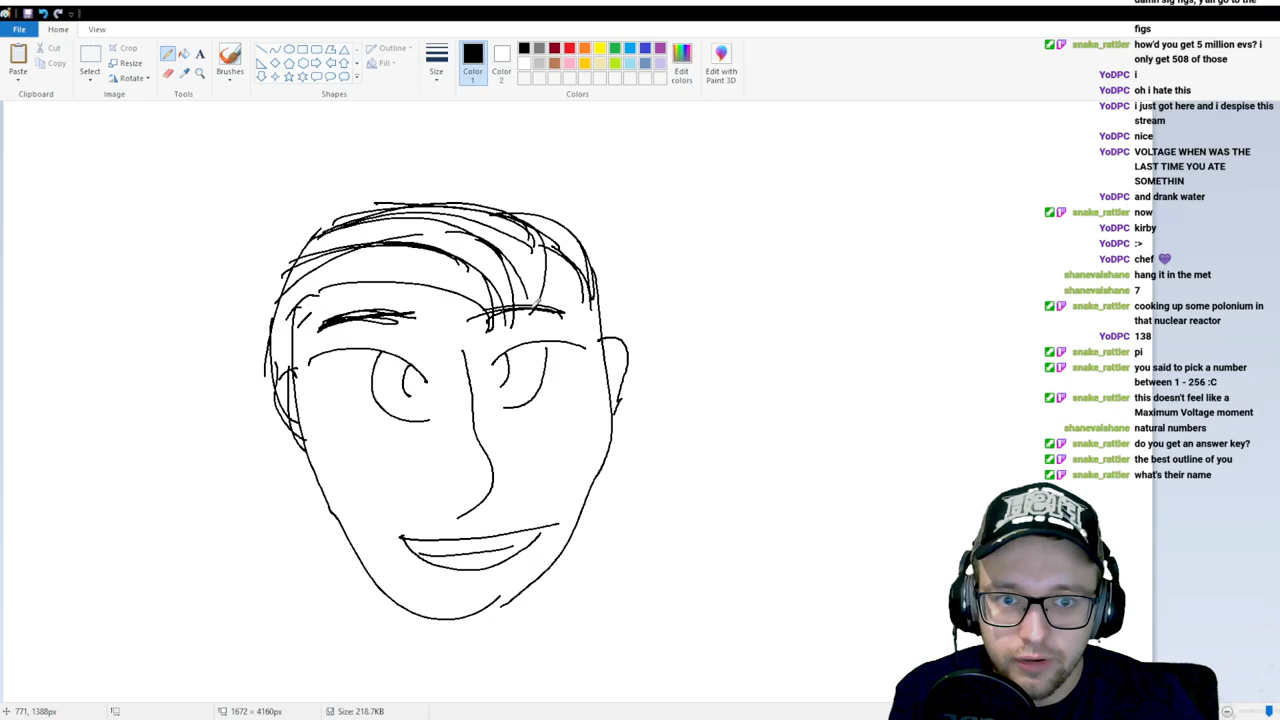 File
Home
View
Paste
Cut
Copy
Clipboard
Select
Crop
Resize
Rotate
Image
Tools
Brushes
Shapes
Outline
Fill
Size
Color
1
Color
2
Colors
Edit
colors
Edit with
Paint 3D
figs
snake_rattler how'd you get 5 million evs? i
only get 508 of those
YoDPC i
YoDPC oh i hate this
YoDPC i just got here and i despise this
stream
YoDPC nice
YoDPC VOLTAGE WHEN WAS THE
LAST TIME YOU ATE
SOMETHIN
YoDPC and drank water
snake_rattler now
YoDPC kirby
YoDPC :>
YoDPC chef 💜
shanevalshane hang it in the met
shanevalshane 7
snake_rattler cooking up some polonium in
that nuclear reactor
YoDPC 138
snake_rattler pi
snake_rattler you said to pick a number
between 1 - 256 :C
snake_rattler this doesn't feel like a
Maximum Voltage moment
shanevalshane natural numbers
snake_rattler do you get an answer key?
snake_rattler the best outline of you
snake_rattler what's their name
771, 1388px
1672 × 4160px
Size: 218.7KB